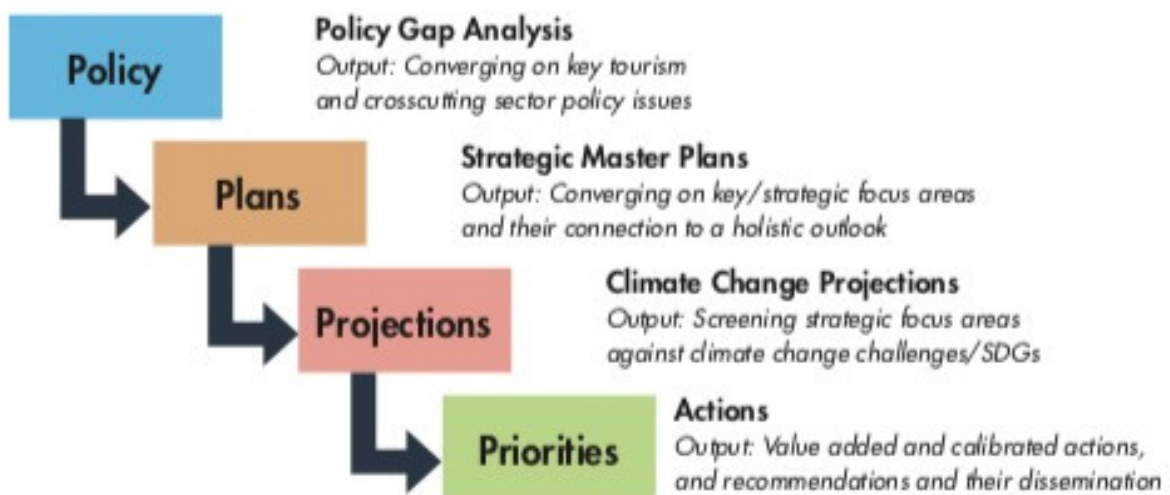 Policy
Policy Gap Analysis
Output: Converging on key tourism
and crosscutting sector policy issues
Plans
Strategic Master Plans
Output: Converging on key/strategic focus areas
and their connection to a holistic outlook
Projections
Climate Change Projections
Output: Screening strategic focus areas
against climate change challenges/SDGs
Priorities
Actions
Output: Value added and calibrated actions,
and recommendations and their dissemination